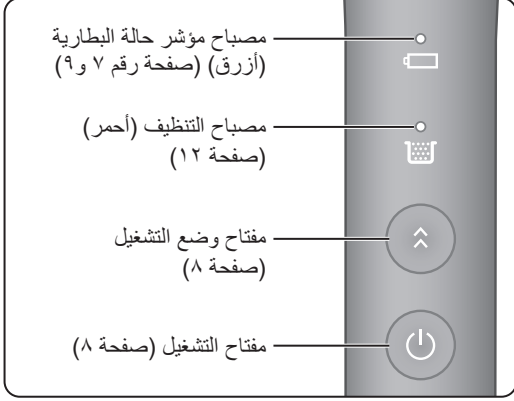 مصباح مؤشر حالة البطارية
(أزرق) (صفحة رقم ٧ و٩)
مصباح التنظيف (أحمر)
(صفحة ١٢)
مفتاح وضع التشغيل
(صفحة ٨)
مفتاح التشغيل (صفحة ٨)